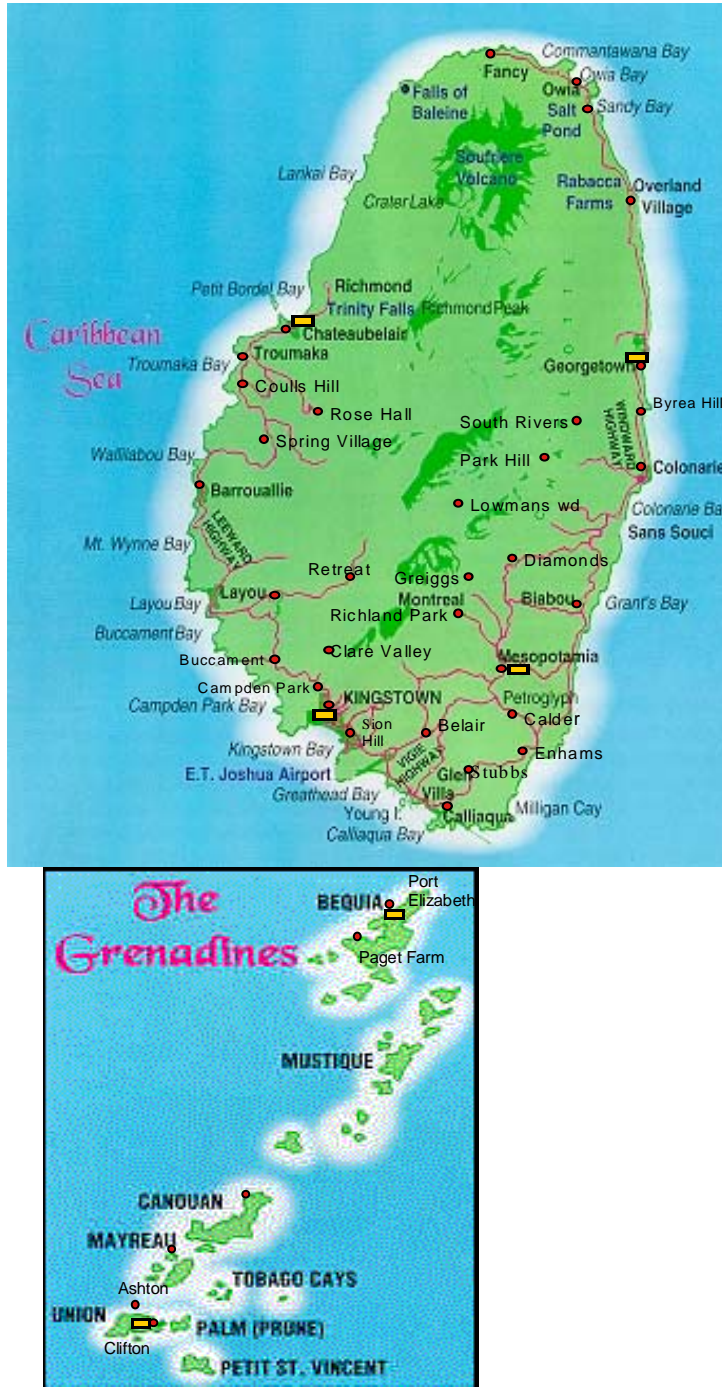 Commantawana Bay
Fancy
Owia Bay
Falls of
Baleine
Owia
Salt
Pond
Sandy Bay
Soufriere
Volcano
Lankai Bay
Rabacca
Farms
Overland
Village
Crater Lake
Petit Bordel Bay
Richmond
Trinity Falls
Richmond Peak
Caribbean
Sea
Chateaubelair
Troumaka Bay
Troumaka
Georgetown
Coulls Hill
Rose Hall
Byrea Hill
South Rivers
WINDWARD
HIGHWAY
Spring Village
Wallilabou Bay
Park Hill
Colonarie
Barrouallie
Lowmans wd
Colonarie Ba
Sans Souci
LEEWARD
HIGHWAY
Mt. Wynne Bay
Diamonds
Retreat
Greiggs
Layou
Montreal
Biabou
Grant's Bay
Layou Bay
Richland Park
Buccament Bay
Clare Valley
Mesopotamia
Buccament
Campden Park
KINGSTOWN
Petroglyph
Campden Park Bay
Calder
Sion
Hill
Belair
Kingstown Bay
VIGIE
HIGHWAY
Enhams
E.T. Joshua Airport
Glen
Stubbs
Greathead Bay
Villa
Young I.
Calliaqua
Milligan Cay
Calliaqua Bay
The
Grenadines
BEQUIA
Port
Elizabeth
Paget Farm
MUSTIQUE
CANOUAN
MAYREAU
TOBAGO CAYS
Ashton
UNION
PALM (PRUNE)
Clifton
PETIT ST. VINCENT